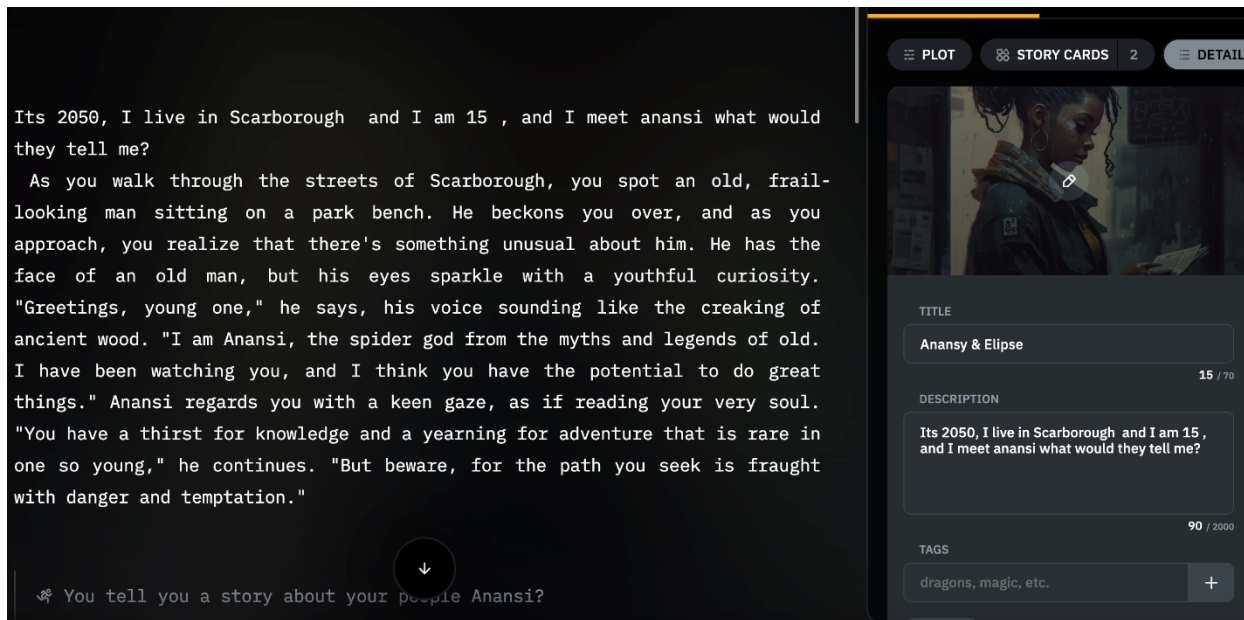 Its 2050, I live in Scarborough  and I am 15 , and I meet anansi what would
they tell me?
As you walk through the streets of Scarborough, you spot an old, frail-
looking man sitting on a park bench. He beckons you over, and as you
approach, you realize that there's something unusual about him. He has the
face of an old man, but his eyes sparkle with a youthful curiosity.
"Greetings, young one," he says, his voice sounding like the creaking of
ancient wood. "I am Anansi, the spider god from the myths and legends of old.
I have been watching you, and I think you have the potential to do great
things." Anansi regards you with a keen gaze, as if reading your very soul.
"You have a thirst for knowledge and a yearning for adventure that is rare in
one so young," he continues. "But beware, for the path you seek is fraught
with danger and temptation."
You tell you a story about your people Anansi?
PLOT
STORY CARDS 2
DETAIL
TITLE
Anansy & Elipse
15 / 70
DESCRIPTION
Its 2050, I live in Scarborough  and I am 15 ,
and I meet anansi what would they tell me?
90 / 2000
TAGS
dragons, magic, etc.